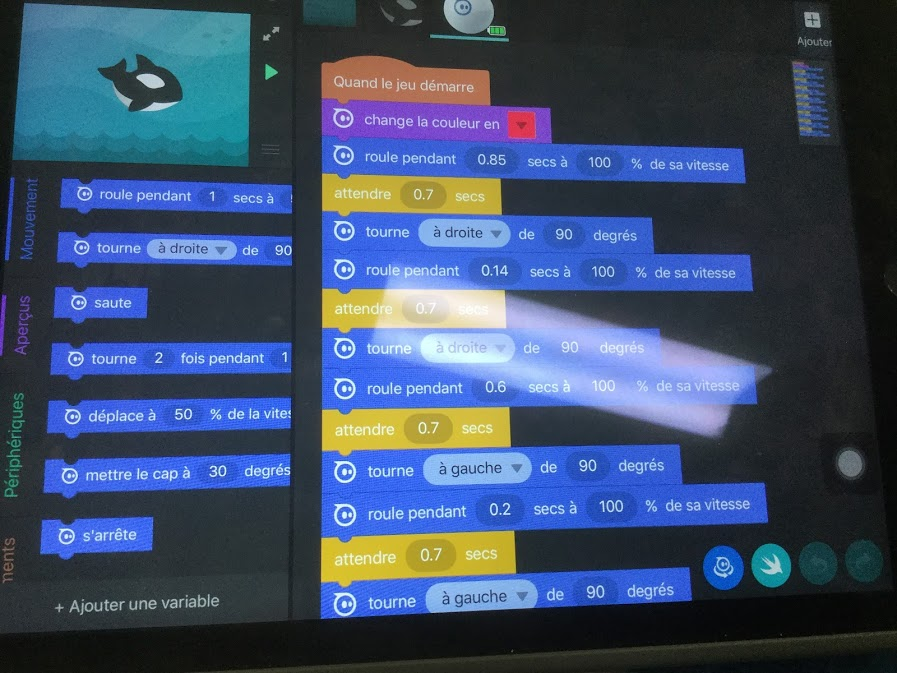 Ajouter
Quand le jeu démarre
change la couleur en
roule pendant 0.85 secs à 100 % de sa vitesse
attendre 0.7 secs
tourne à droite de 90 degrés
roule pendant 0.14 secs à 100 % de sa vitesse
attendre 0.7 secs
tourne à droite de 90 degrés
roule pendant 0.6 secs à 100 % de sa vitesse
attendre 0.7 secs
tourne à gauche de 90 degrés
roule pendant 0.2 secs à 100 % de sa vitesse
attendre 0.7 secs
tourne à gauche de 90 degrés
Mouvement
Aperçus
Périphériques
nents
roule pendant 1 secs à
tourne à droite de 90
saute
tourne 2 fois pendant 1
déplace à 50 % de la vites
mettre le cap à 30 degrés
s'arrête
+ Ajouter une variable